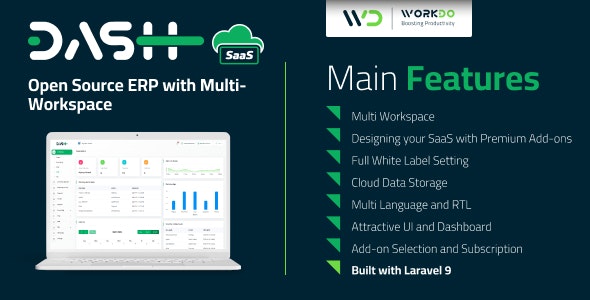 DASH
SaaS
Open Source ERP with Multi-
Workspace
WORKDO
Boosting Productivity
Main Features
Multi Workspace
Designing your SaaS with Premium Add-ons
Full White Label Setting
Cloud Data Storage
Multi Language and RTL
Attractive UI and Dashboard
Add-on Selection and Subscription
Built with Laravel 9